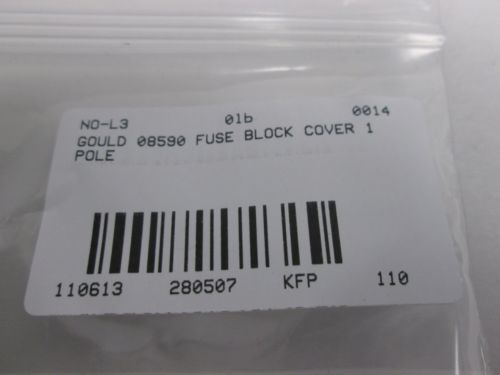 NO-L3 01b 0014
GOULD 08590 FUSE BLOCK COVER 1
POLE
110613 280507 KFP 110